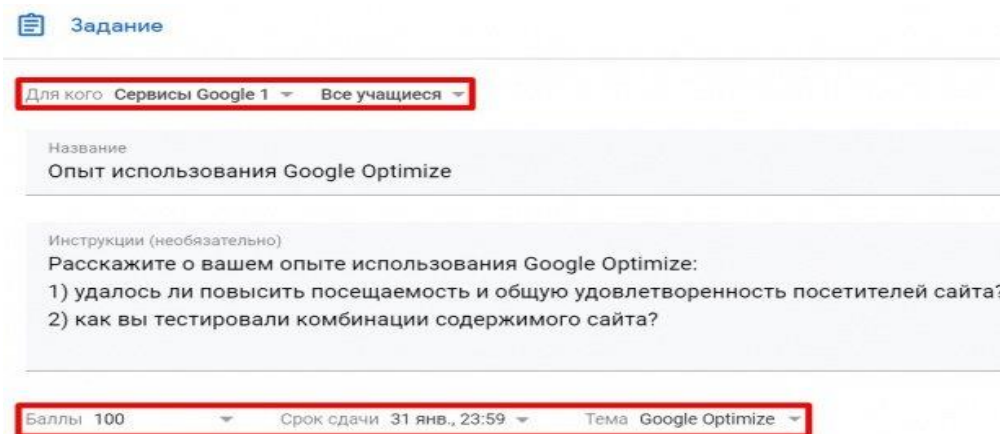 Задание
Для кого Сервисы Google 1 Все учащиеся
Название
Опыт использования Google Optimize
Инструкции (необязательно)
Расскажите о вашем опыте использования Google Optimize:
1) удалось ли повысить посещаемость и общую удовлетворенность посетителей сайта?
2) как вы тестировали комбинации содержимого сайта?
Баллы 100 Срок сдачи 31 янв., 23:59 Тема Google Optimize